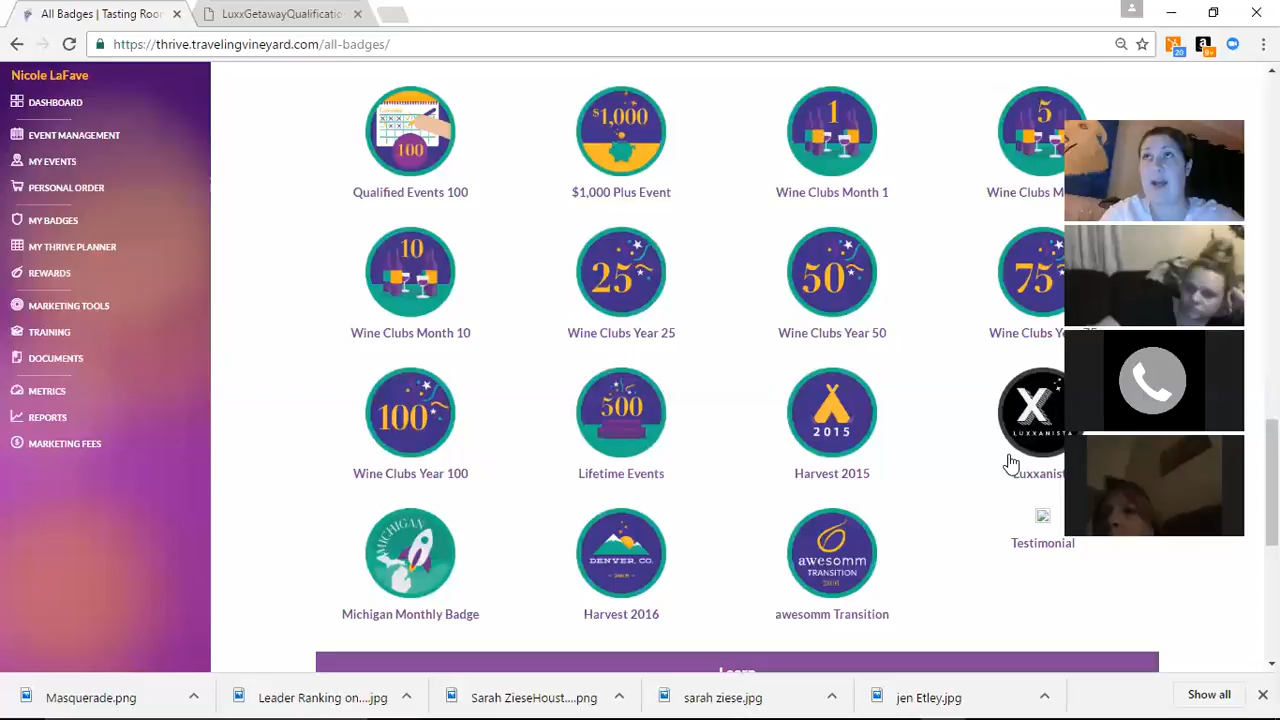 All Badges | Tasting Roo
LuxxGetawayQualificatio
https://thrive.travelingvineyard.com/all-badges/
20
9+
Nicole LaFave
DASHBOARD
EVENT MANAGEMENT
MY EVENTS
PERSONAL ORDER
MY BADGES
MY THRIVE PLANNER
REWARDS
MARKETING TOOLS
TRAINING
DOCUMENTS
METRICS
REPORTS
MARKETING FEES
100
$1,000
1
5
Qualified Events 100
$1,000 Plus Event
Wine Clubs Month 1
Wine Clubs M
10
25
50
75
Wine Clubs Month 10
Wine Clubs Year 25
Wine Clubs Year 50
Wine Clubs Ye 75
100
500
2015
X
LUXXANISTA
Wine Clubs Year 100
Lifetime Events
Harvest 2015
Luxxanist
MICHIGAN
DENVER, CO.
awesomm
TRANSITION
2016
Testimonial
Michigan Monthly Badge
Harvest 2016
awesomm Transition
Learn
Masquerade.png
Leader Ranking on....jpg
Sarah ZieseHoust....png
sarah ziese.jpg
jen Etley.jpg
Show all